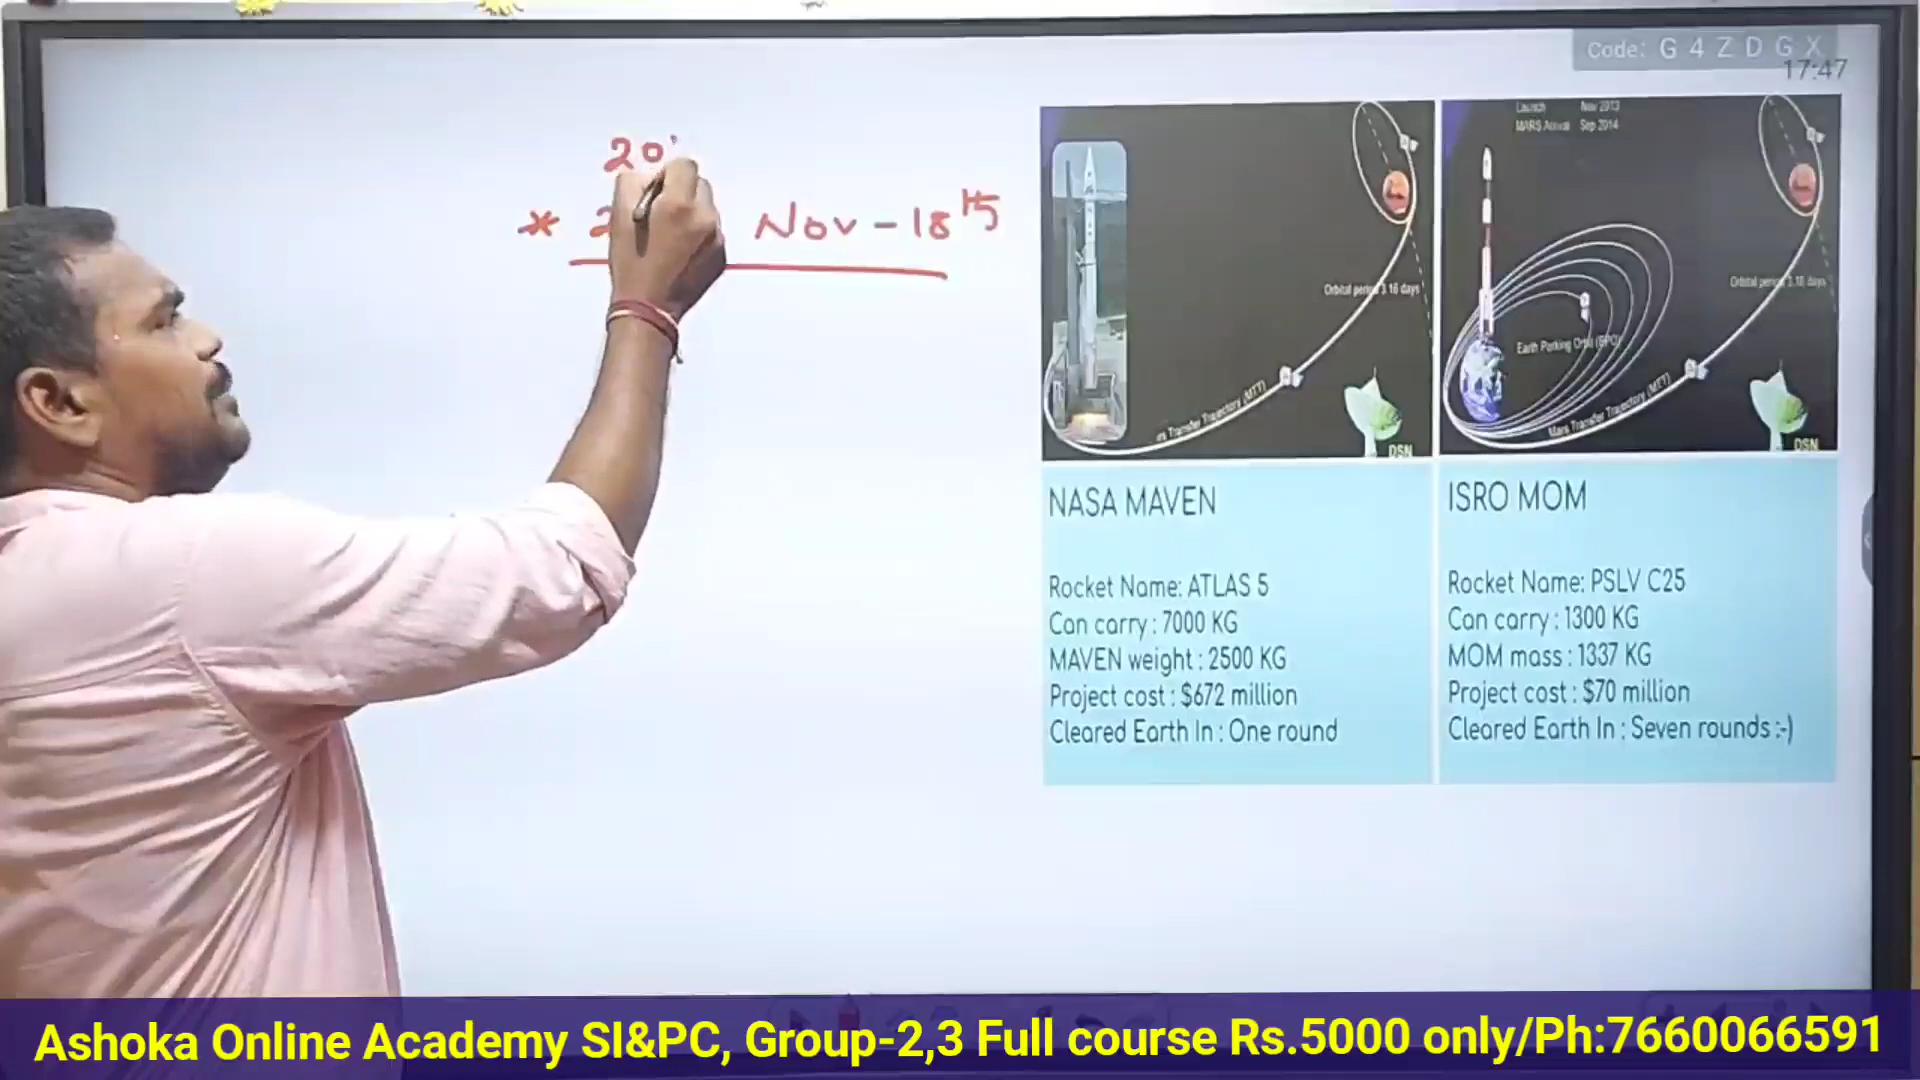 Code: G 4 Z D G X
17:47
20
* 2 Nov - 18th
Launch Nov 2013
MARS Arrival Sep 2014
Orbital period 3.16 days
Orbital period 3.16 days
Earth Parking Orbit (EPO)
rs Transfer Trajectory (MTT)
Mars Transfer Trajectory (MTT)
DSN
DSN
NASA MAVEN
Rocket Name: ATLAS 5
Can carry : 7000 KG
MAVEN weight : 2500 KG
Project cost : $672 million
Cleared Earth In : One round
ISRO MOM
Rocket Name: PSLV C25
Can carry : 1300 KG
MOM mass : 1337 KG
Project cost : $70 million
Cleared Earth In : Seven rounds :-)
Ashoka Online Academy SI&PC, Group-2,3 Full course Rs.5000 only/Ph:7660066591